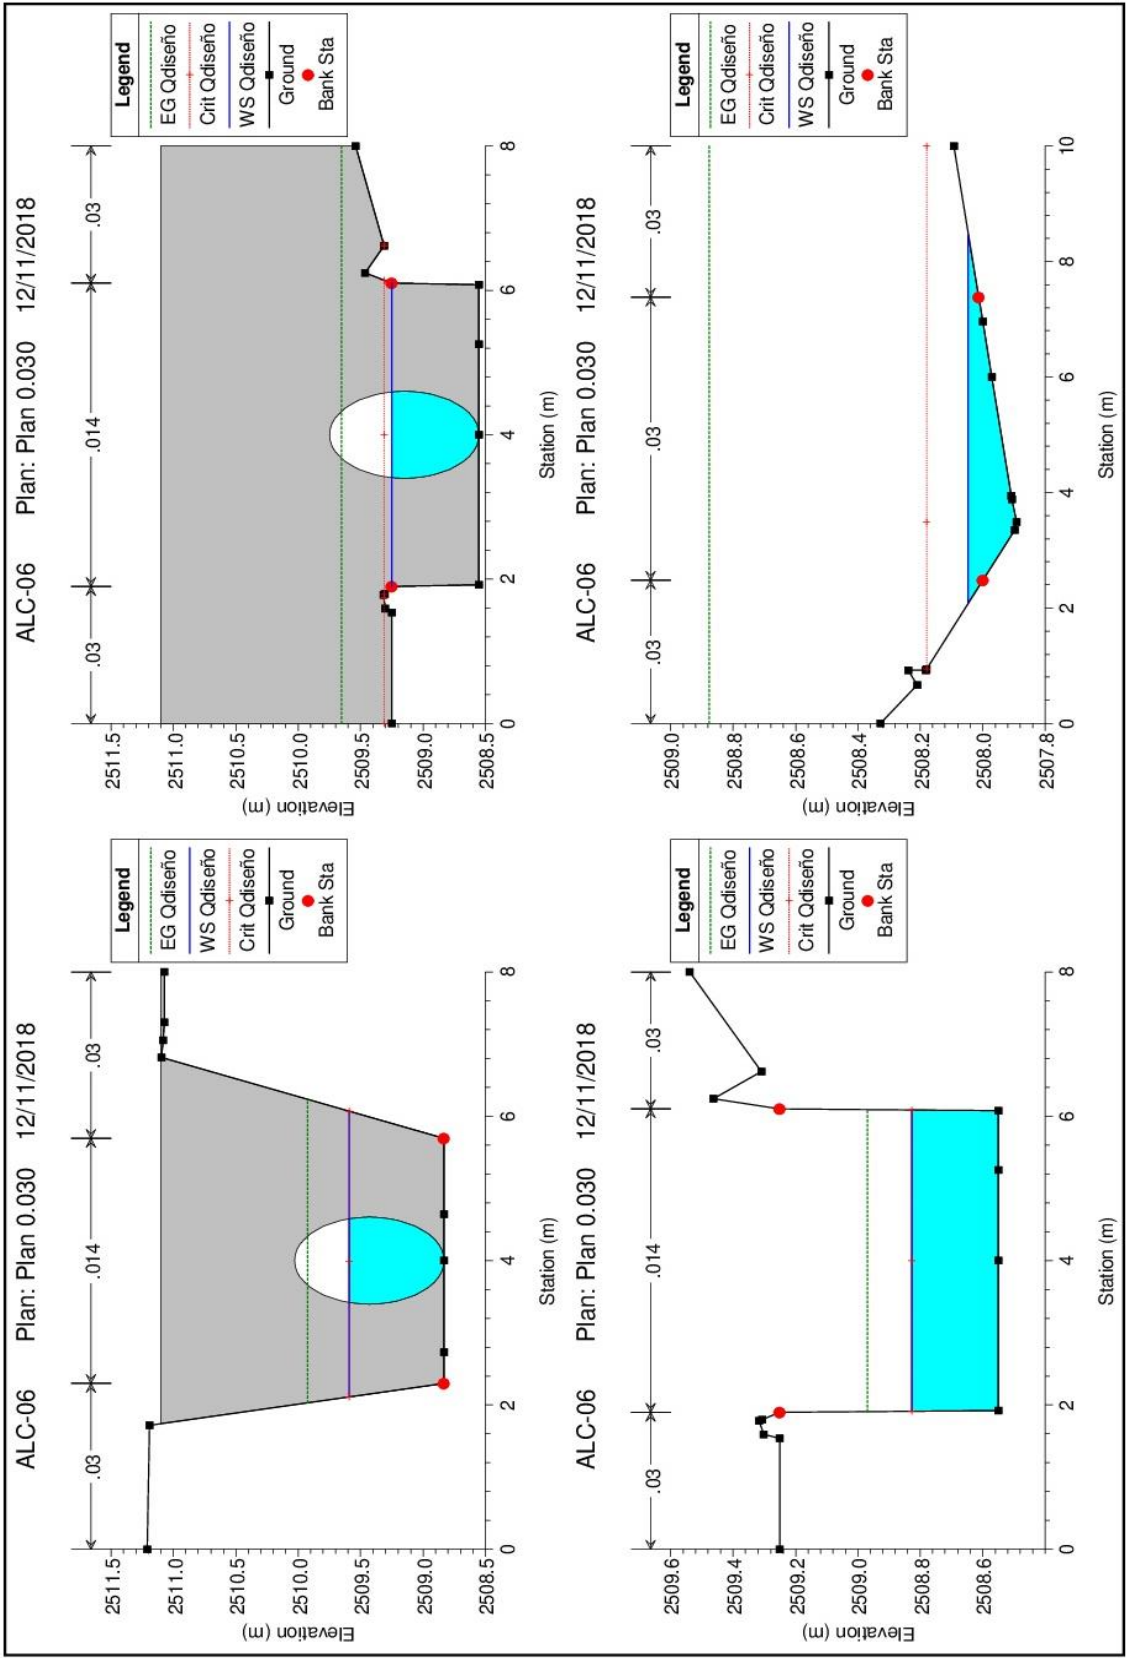 ALC-06 Plan: Plan 0.030 12/11/2018
.03
.014
.03
2511.5
2511.0
2510.5
2510.0
2509.5
2509.0
2508.5
Elevation (m)
0
2
4
6
8
Station (m)
Legend
EG Qdiseño
WS Qdiseño
Crit Qdiseño
Ground
Bank Sta
ALC-06 Plan: Plan 0.030 12/11/2018
.03
.014
.03
2511.5
2511.0
2510.5
2510.0
2509.5
2509.0
2508.5
Elevation (m)
0
2
4
6
8
Station (m)
Legend
EG Qdiseño
Crit Qdiseño
WS Qdiseño
Ground
Bank Sta
ALC-06 Plan: Plan 0.030 12/11/2018
.03
.014
.03
2509.6
2509.4
2509.2
2509.0
2508.8
2508.6
Elevation (m)
0
2
4
6
8
Station (m)
Legend
EG Qdiseño
WS Qdiseño
Crit Qdiseño
Ground
Bank Sta
ALC-06 Plan: Plan 0.030 12/11/2018
.03
.03
.03
2509.0
2508.8
2508.6
2508.4
2508.2
2508.0
2507.8
Elevation (m)
0
2
4
6
8
10
Station (m)
Legend
EG Qdiseño
Crit Qdiseño
WS Qdiseño
Ground
Bank Sta